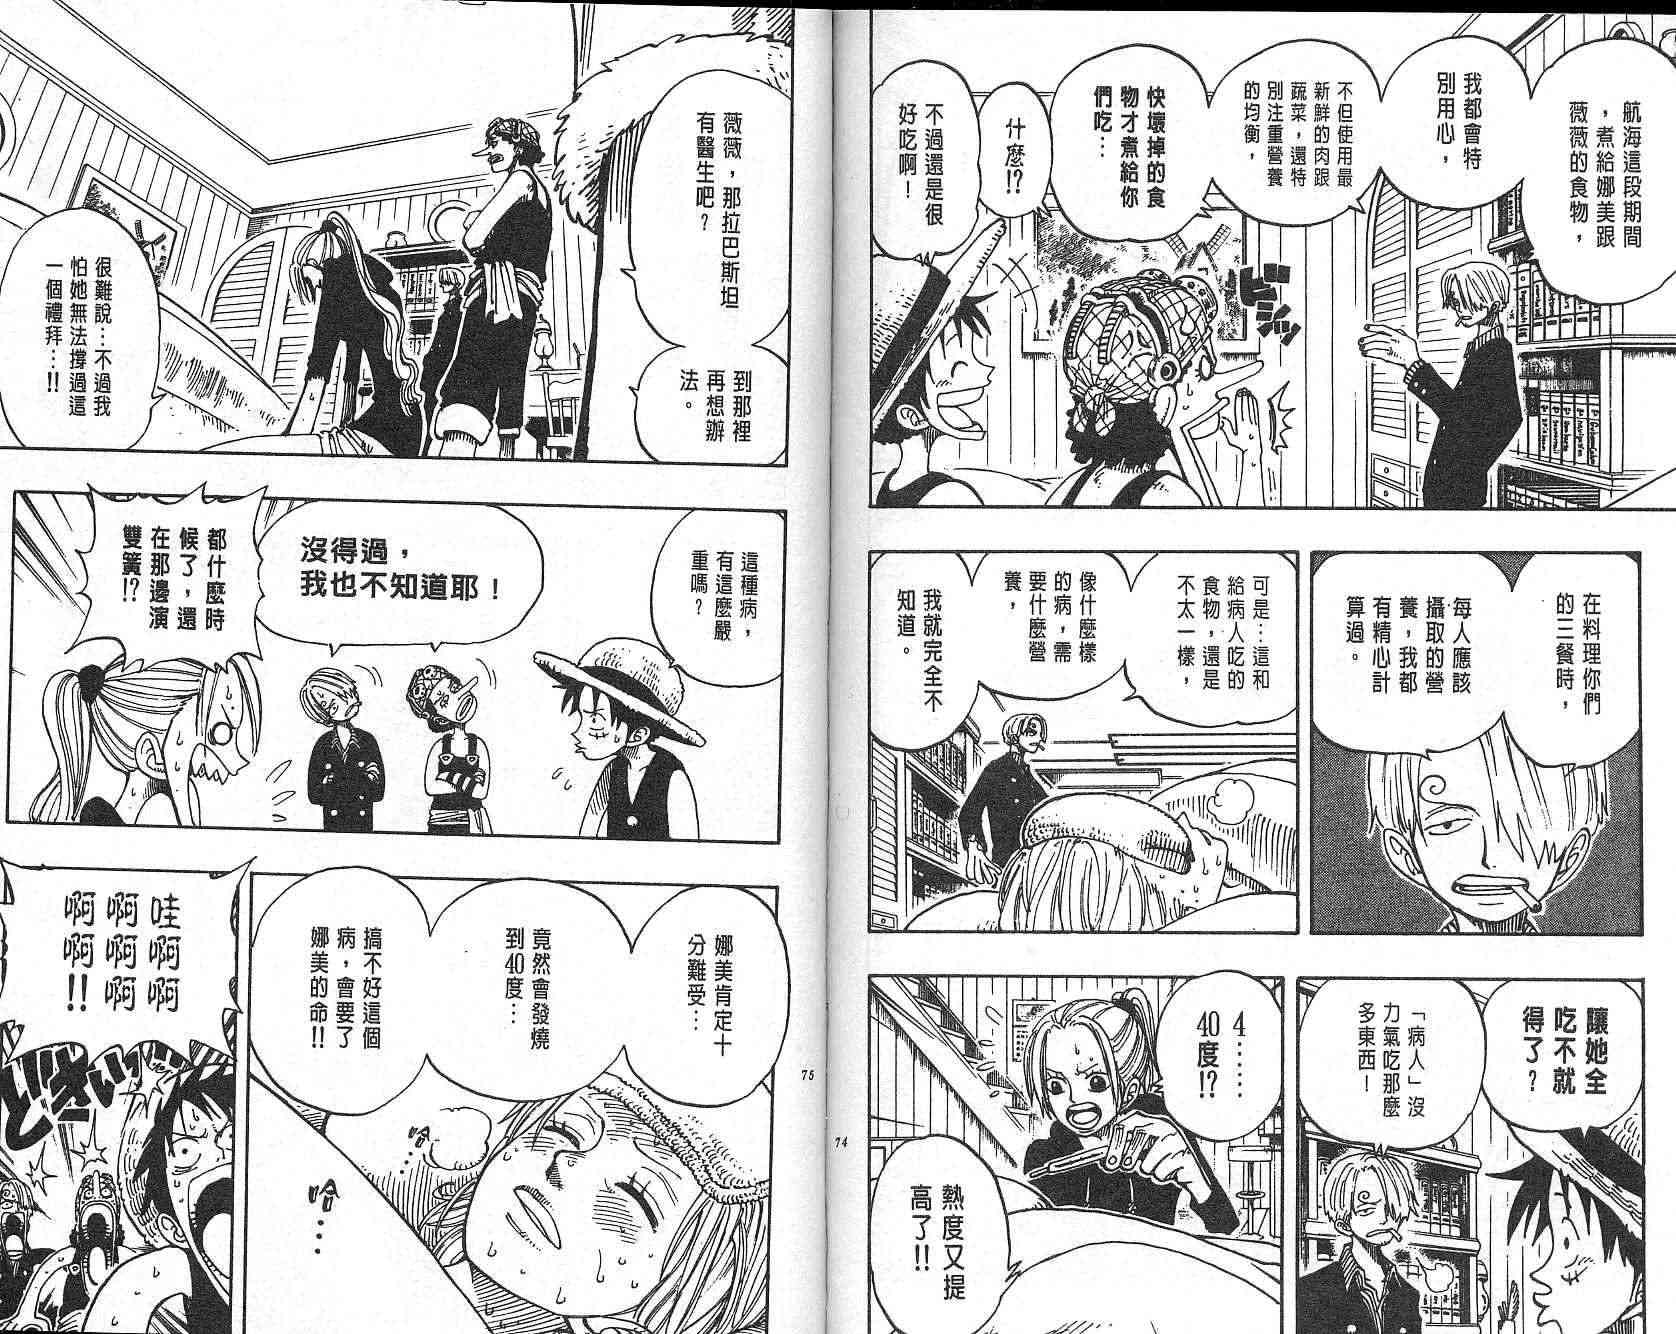 航海這段期間
，煮給娜美跟
薇薇的食物，
我都會特
別用心，
不但使用最
新鮮的肉跟
蔬菜，還特
別注重營養
的均衡，
快壞掉的食
物才煮給你
們吃…
什麼!?
不過還是很
好吃啊！
在料理你們
的三餐時，
每人應該
攝取的營
養，我都
有精心計
算過。
可是…這和
給病人吃的
食物，還是
不太一樣，
像什麼樣
的病，需
要什麼營
養，
我就完全不
知道。
讓她全
吃不就
得了？
「病人」沒
力氣吃那麼
多東西！
4……
40度!?
熱度又提
高了!!
74
薇薇，那拉巴斯坦
有醫生吧？
到那裡
再想辦
法。
很難說…不過我
怕她無法撐過這
一個禮拜…!!
這種病，
有這麼嚴
重嗎？
沒得過，
我也不知道耶！
都什麼時
候了，還
在那邊演
雙簧!?
娜美肯定十
分難受…
竟然會發燒
到40度…
搞不好這個
病，會要了
娜美的命!!
哈…
哈…
哇啊啊
啊啊啊
啊啊!!
75